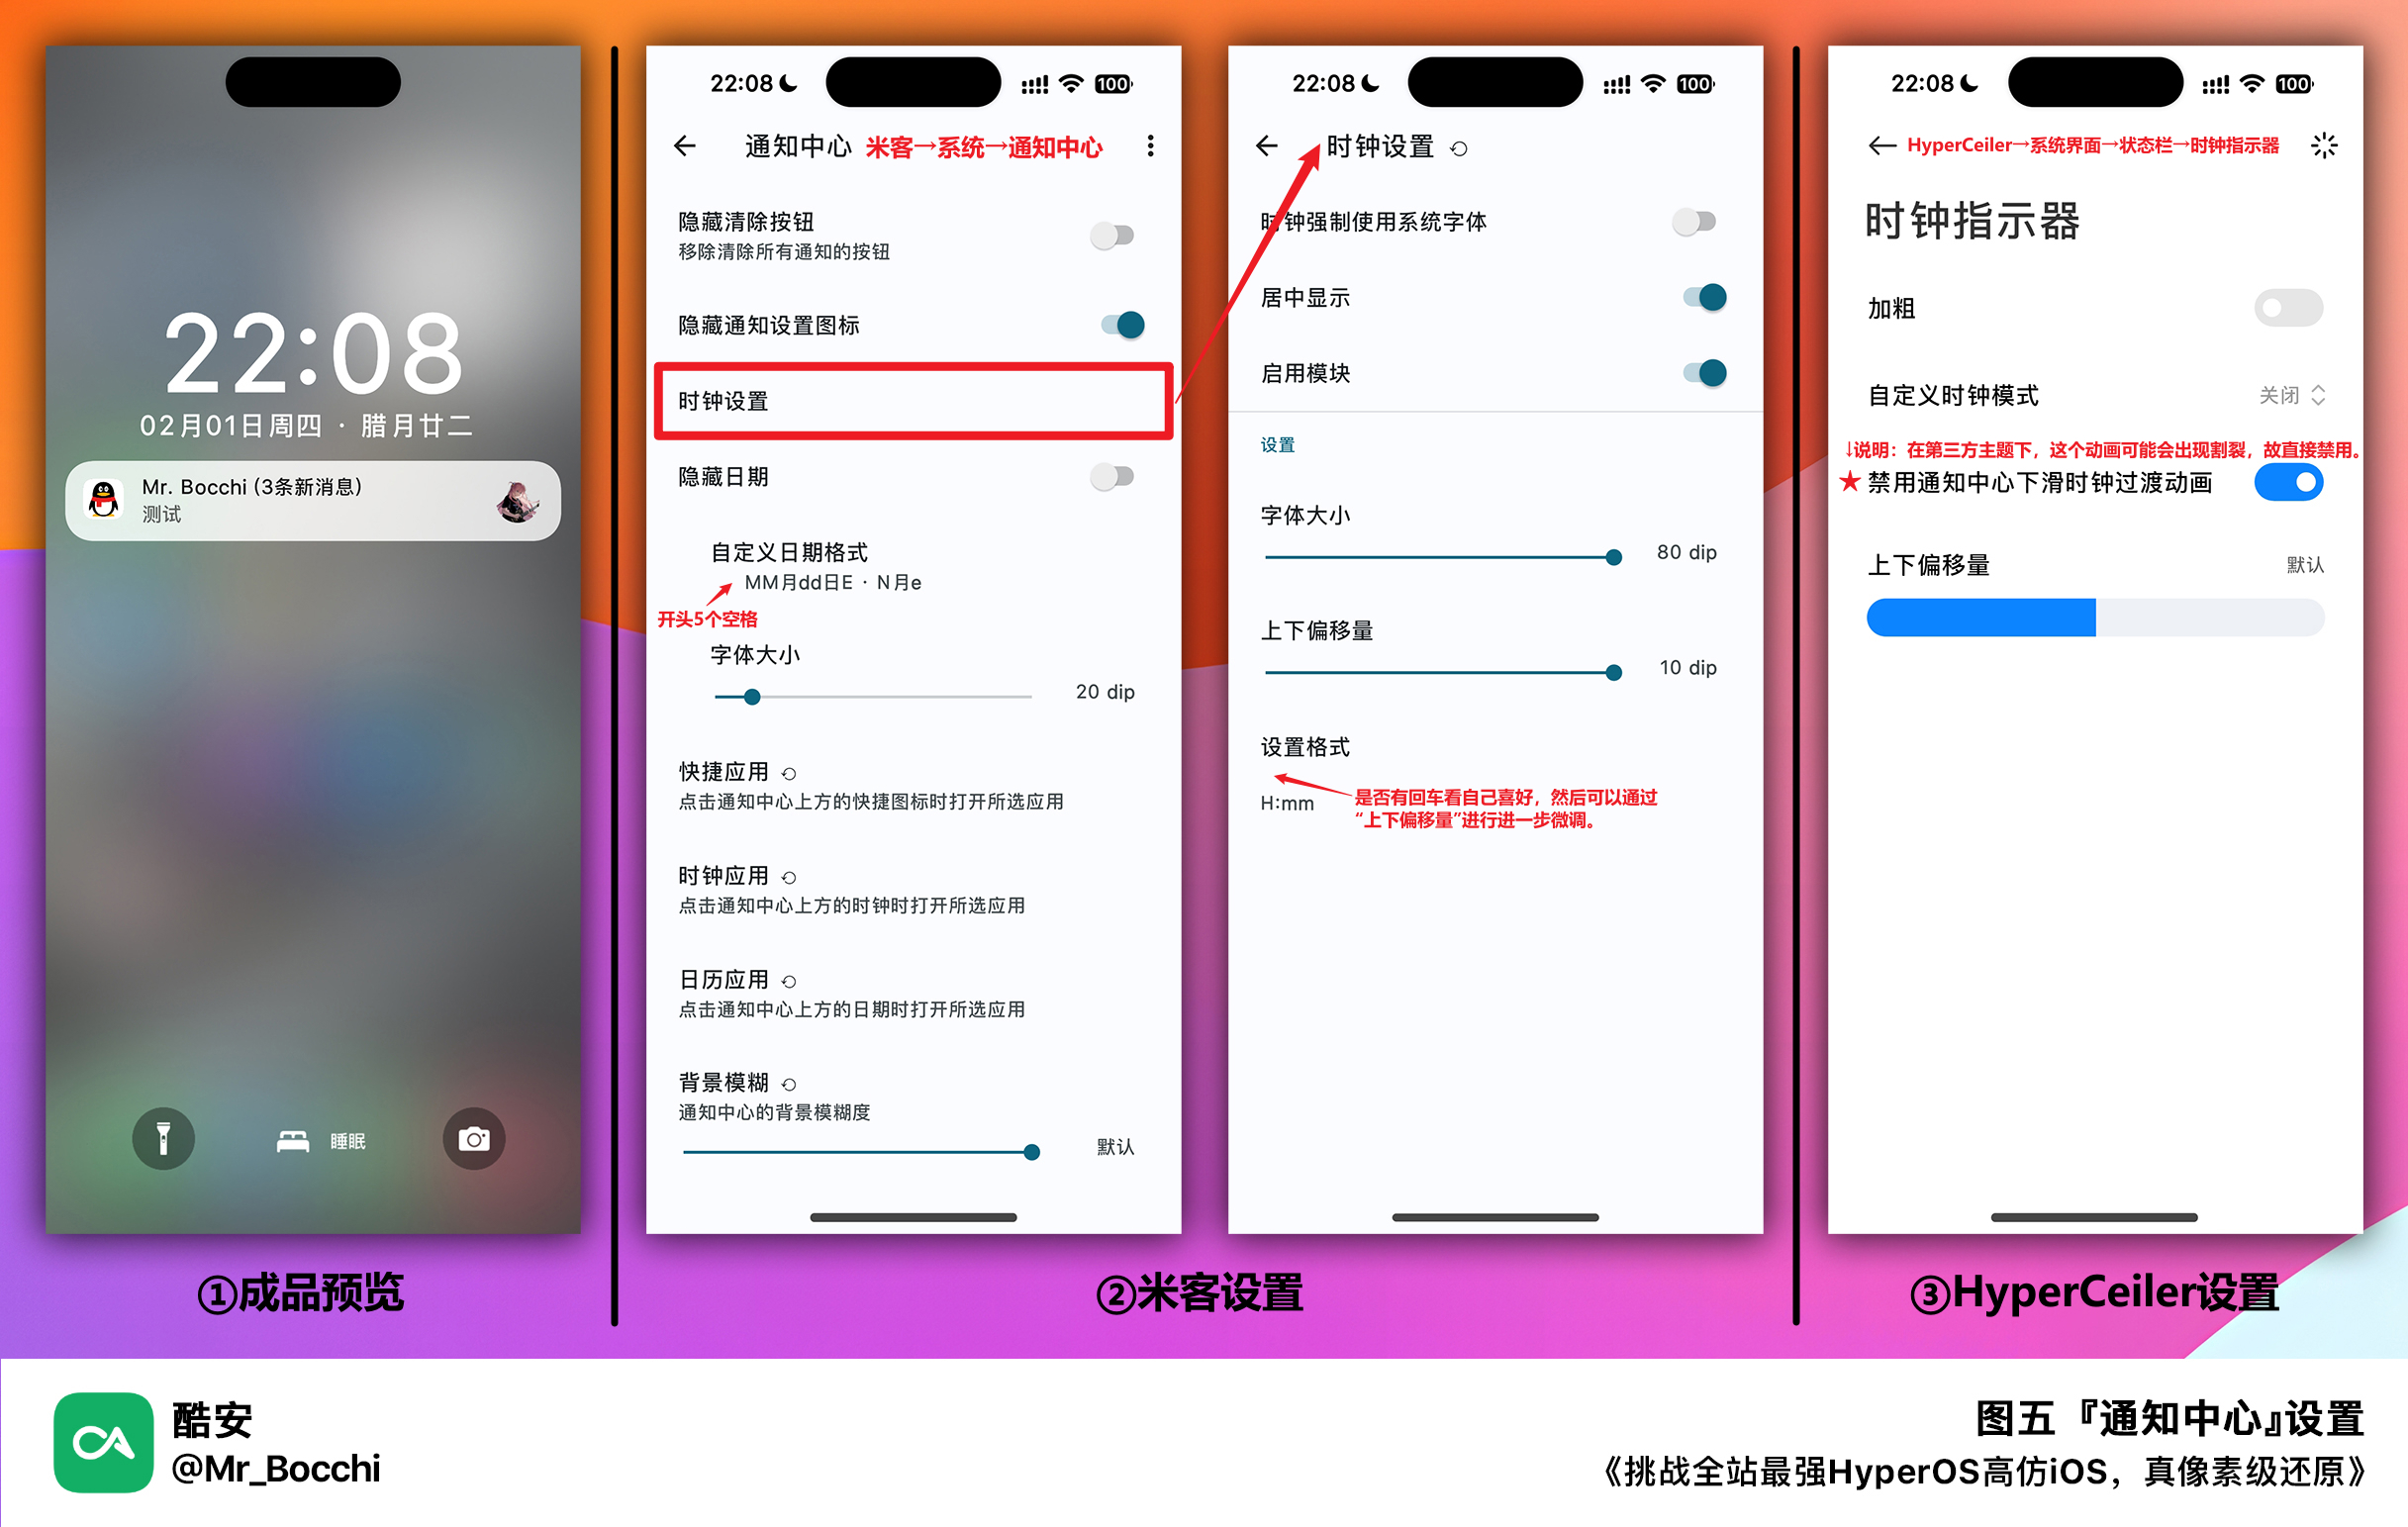 22:08
02月01日周四 · 腊月廿二
Mr. Bocchi (3条新消息)
测试
睡眠
①成品预览
22:08
100
通知中心 米客→系统→通知中心
隐藏清除按钮
移除清除所有通知的按钮
隐藏通知设置图标
时钟设置
隐藏日期
自定义日期格式
MM月dd日E · N月e
开头5个空格
字体大小
20 dip
快捷应用
点击通知中心上方的快捷图标时打开所选应用
时钟应用
点击通知中心上方的时钟时打开所选应用
日历应用
点击通知中心上方的日期时打开所选应用
背景模糊
通知中心的背景模糊度
默认
22:08
100
时钟设置
时钟强制使用系统字体
居中显示
启用模块
设置
字体大小
80 dip
上下偏移量
10 dip
设置格式
H:mm
是否有回车看自己喜好，然后可以通过
“上下偏移量”进行进一步微调。
②米客设置
22:08
100
HyperCeiler→系统界面→状态栏→时钟指示器
时钟指示器
加粗
自定义时钟模式
关闭
↓说明：在第三方主题下，这个动画可能会出现割裂，故直接禁用。
★禁用通知中心下滑时钟过渡动画
上下偏移量
默认
③HyperCeiler设置
酷安
@Mr_Bocchi
图五『通知中心』设置
《挑战全站最强HyperOS高仿iOS，真像素级还原》